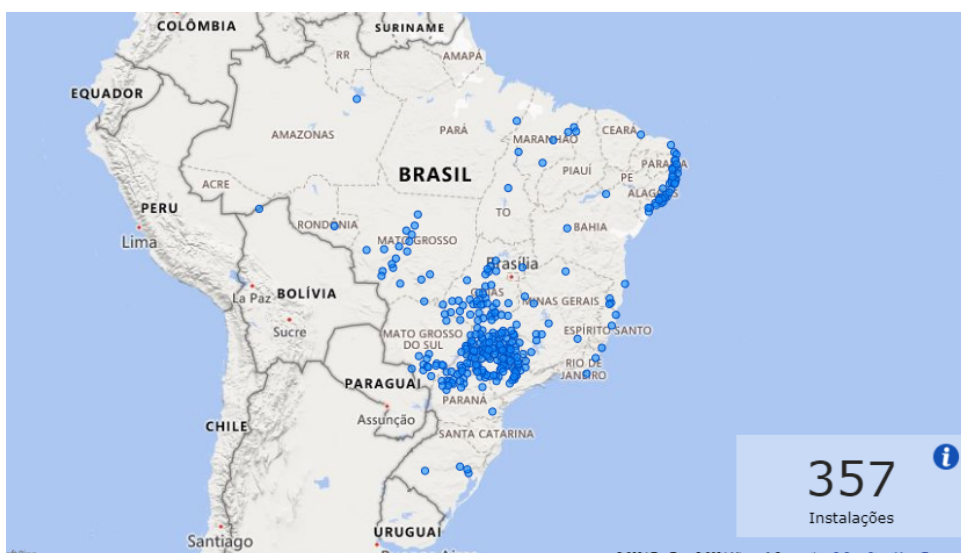 COLÔMBIA
SURINAME
RR
AMAPÁ
EQUADOR
AMAZONAS
PARÁ
MARANHÃO
CEARÁ
BRASIL
PIAUÍ
PE
ACRE
ALAGOAS
PERU
TO
RONDÔNIA
BAHIA
Lima
MATO GROSSO
Brasília
La Paz
BOLÍVIA
GOIÁS
MINAS GERAIS
Sucre
MATO GROSSO
DO SUL
ESPÍRITO SANTO
RIO DE
JANEIRO
PARAGUAI
PARANÁ
Assunção
CHILE
SANTA CATARINA
357
Instalações
Santiago
URUGUAI